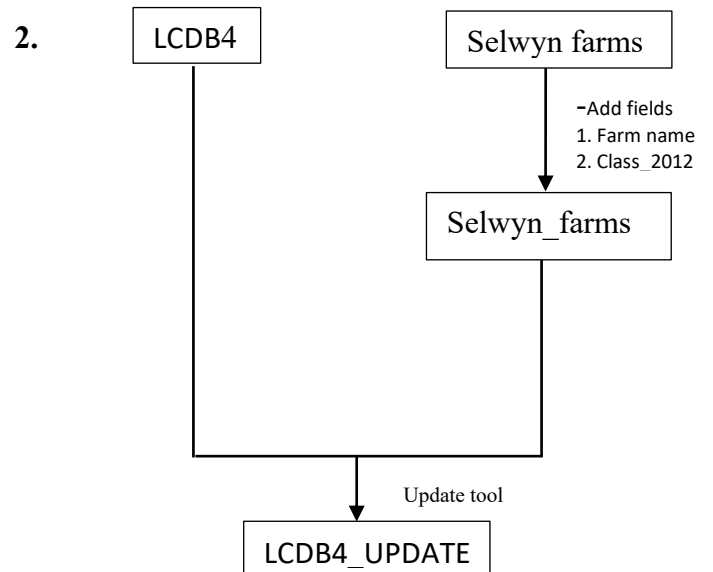 2.
LCDB4
Selwyn farms
-Add fields
1. Farm name
2. Class_2012
Selwyn_farms
Update tool
LCDB4_UPDATE